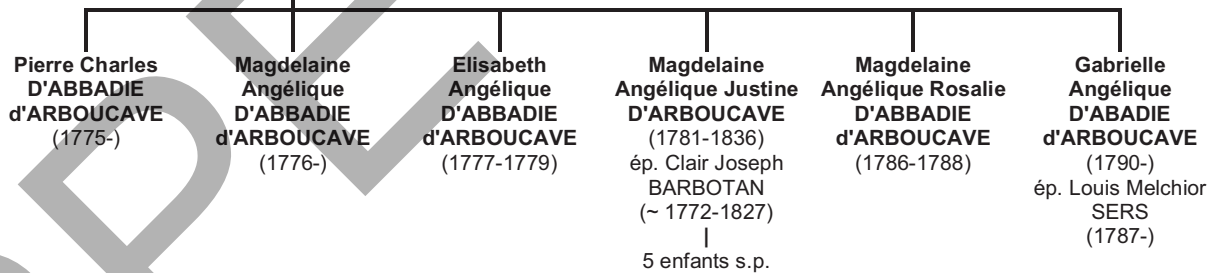 Pierre Charles
D'ABBADIE
d'ARBOUCAVE
(1775-)
Magdelaine
Angélique
D'ABBADIE
d'ARBOUCAVE
(1776-)
Elisabeth
Angélique
D'ABBADIE
d'ARBOUCAVE
(1777-1779)
Magdelaine
Angélique Justine
D'ARBOUCAVE
(1781-1836)
ép. Clair Joseph
BARBOTAN
(~ 1772-1827)
|
5 enfants s.p.
Magdelaine
Angélique Rosalie
D'ABBADIE
d'ARBOUCAVE
(1786-1788)
Gabrielle
Angélique
D'ABADIE
d'ARBOUCAVE
(1790-)
ép. Louis Melchior
SERS
(1787-)